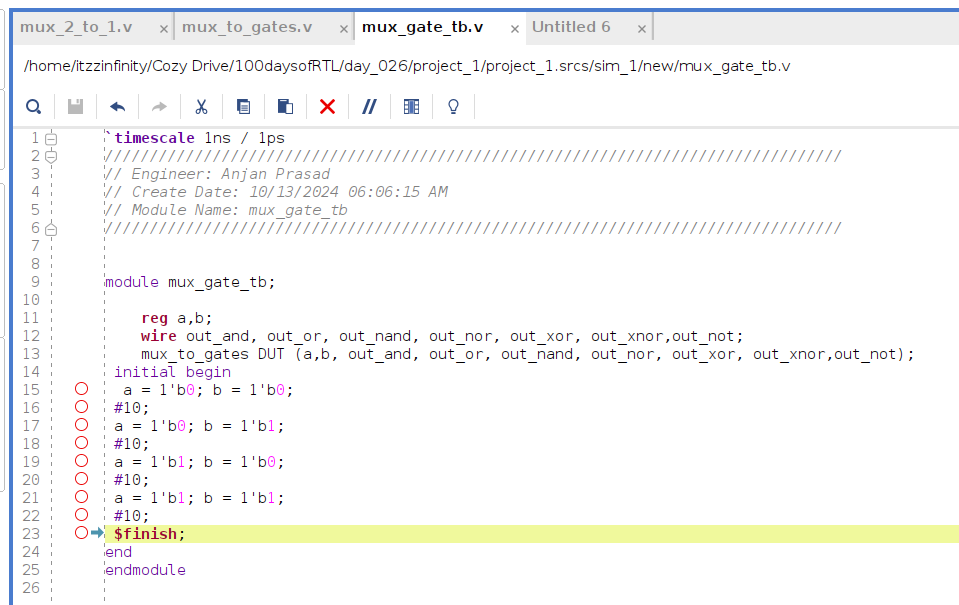 mux_2_to_1.v × mux_to_gates.v × mux_gate_tb.v × Untitled 6 ×
/home/itzzinfinity/Cozy Drive/100daysofRTL/day_026/project_1/project_1.srcs/sim_1/new/mux_gate_tb.v
1 `timescale 1ns / 1ps
2 //////////////////////////////////////////////////////////////////////////////////
3 // Engineer: Anjan Prasad
4 // Create Date: 10/13/2024 06:06:15 AM
5 // Module Name: mux_gate_tb
6 //////////////////////////////////////////////////////////////////////////////////
7
8
9 module mux_gate_tb;
10
11 reg a,b;
12 wire out_and, out_or, out_nand, out_nor, out_xor, out_xnor,out_not;
13 mux_to_gates DUT (a,b, out_and, out_or, out_nand, out_nor, out_xor, out_xnor,out_not);
14 initial begin
15 a = 1'b0; b = 1'b0;
16 #10;
17 a = 1'b0; b = 1'b1;
18 #10;
19 a = 1'b1; b = 1'b0;
20 #10;
21 a = 1'b1; b = 1'b1;
22 #10;
23 $finish;
24 end
25 endmodule
26